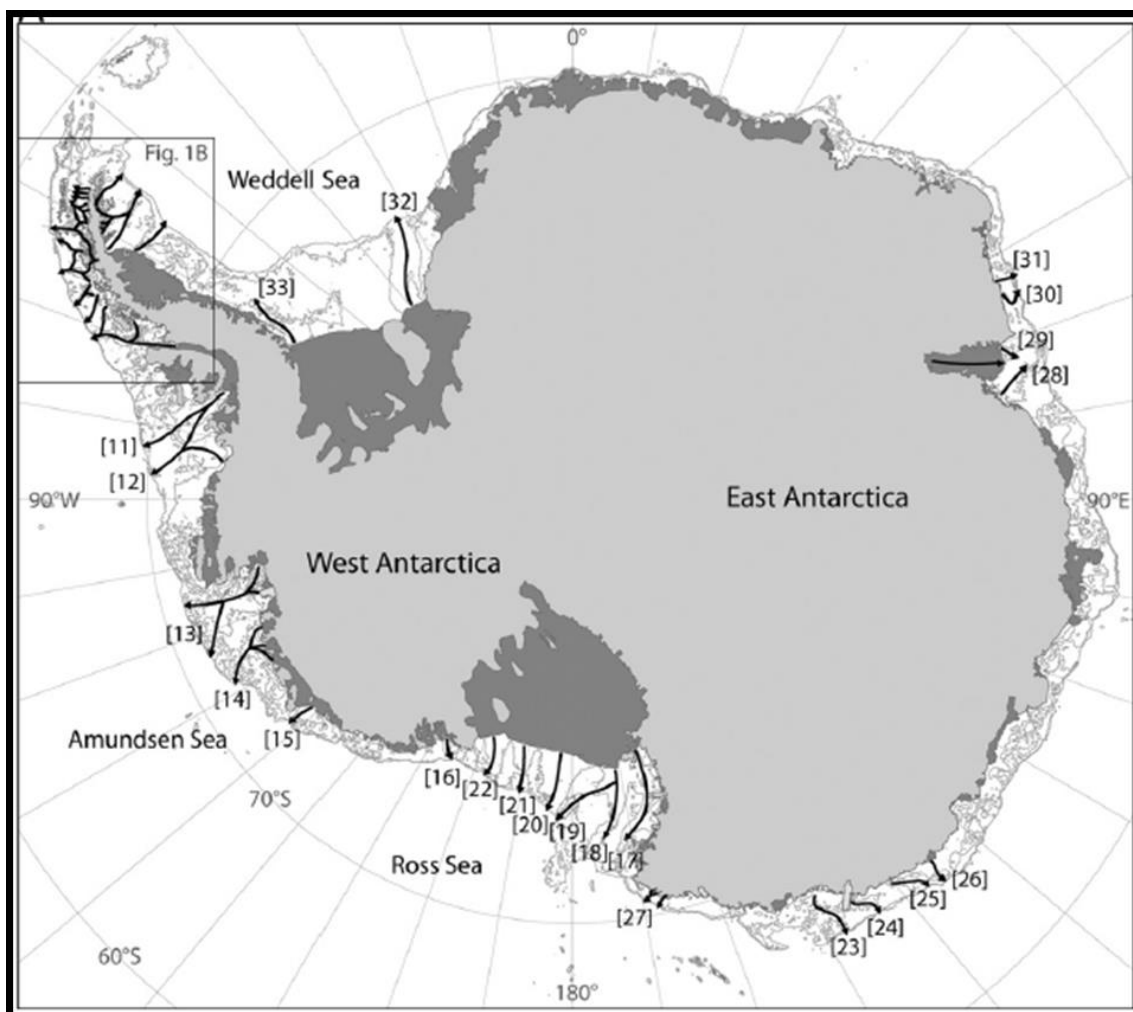 0°
Fig. 1B
Weddell Sea
[32]
[31]
[33]
[30]
[29]
[28]
[11]
[12]
90°W
East Antarctica
90°E
West Antarctica
[13]
[14]
Amundsen Sea
[15]
[16]
[22]
70°S
[21]
[20]
[19]
[18]
[17]
Ross Sea
[26]
[25]
[27]
[24]
[23]
60°S
180°